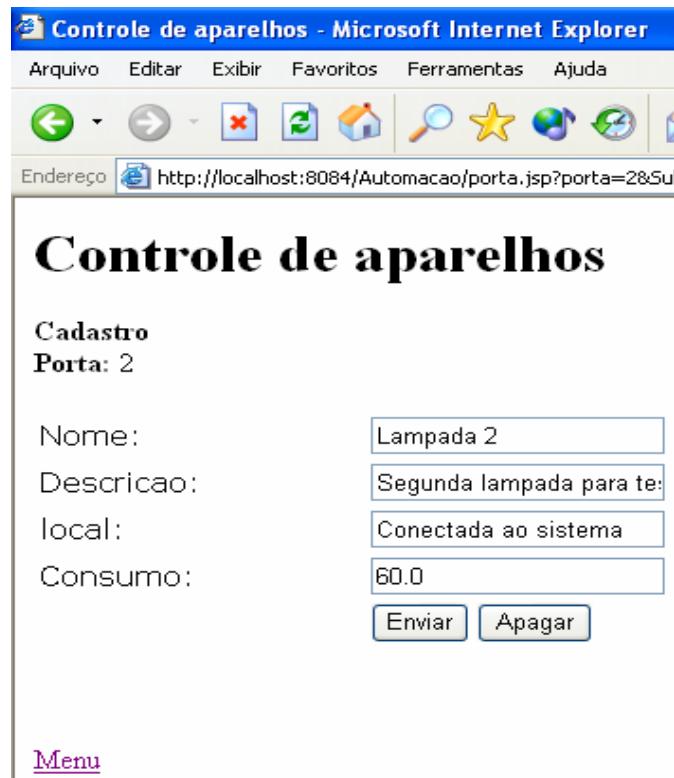 Controle de aparelhos - Microsoft Internet Explorer
Arquivo Editar Exibir Favoritos Ferramentas Ajuda
Endereço http://localhost:8084/Automacao/porta.jsp?porta=2&Su
Controle de aparelhos
Cadastro
Porta: 2
Nome: Lampada 2
Descricao: Segunda lampada para te
local: Conectada ao sistema
Consumo: 60.0
Enviar Apagar
Menu